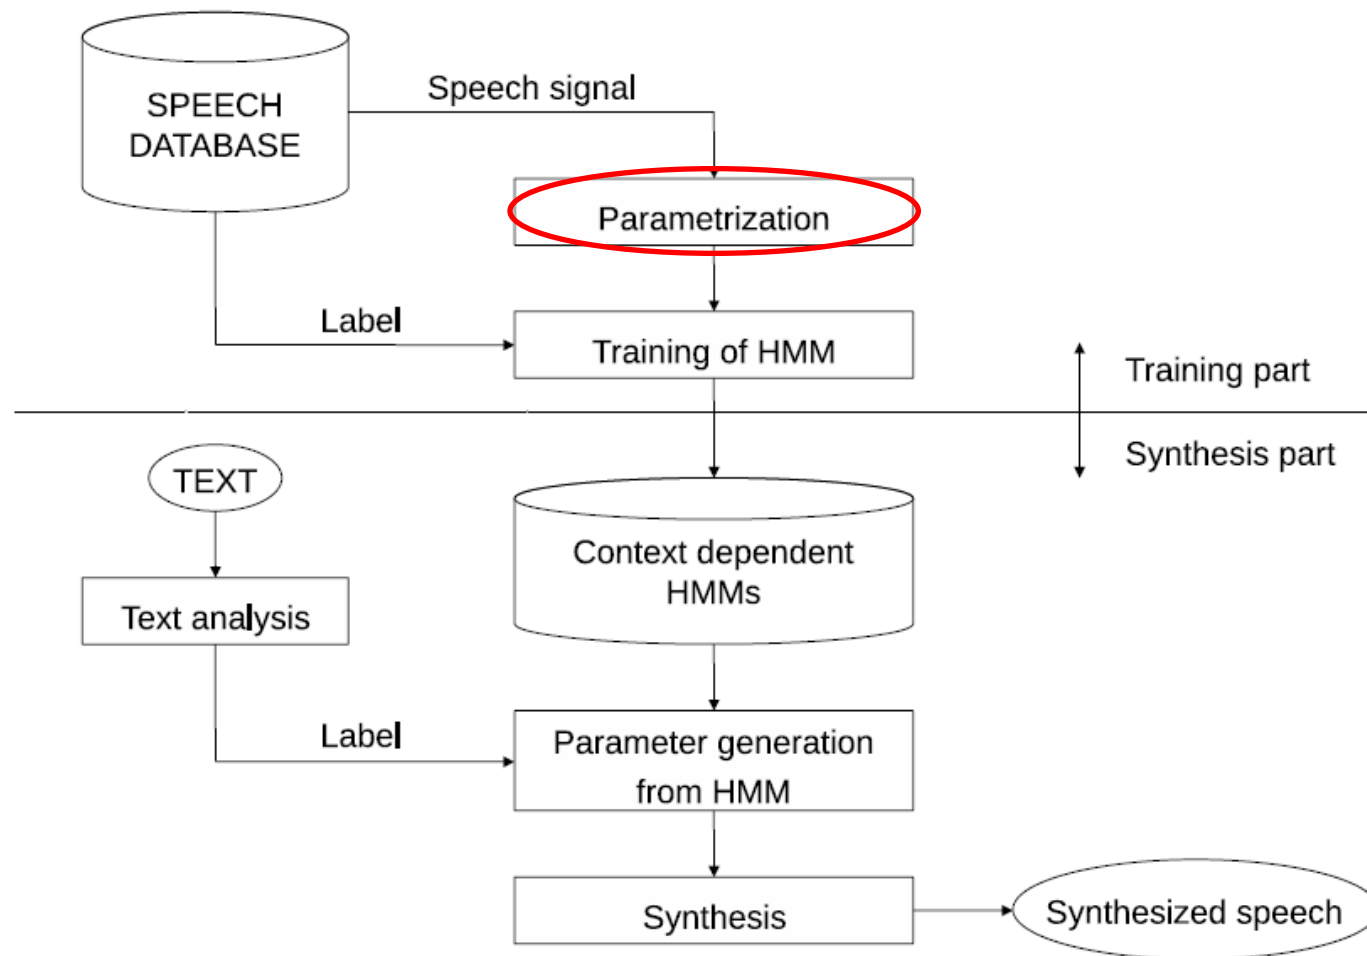 SPEECH
DATABASE
Speech signal
Parametrization
Label
Training of HMM
Training part
Synthesis part
TEXT
Context dependent
HMMs
Text analysis
Label
Parameter generation
from HMM
Synthesis
Synthesized speech